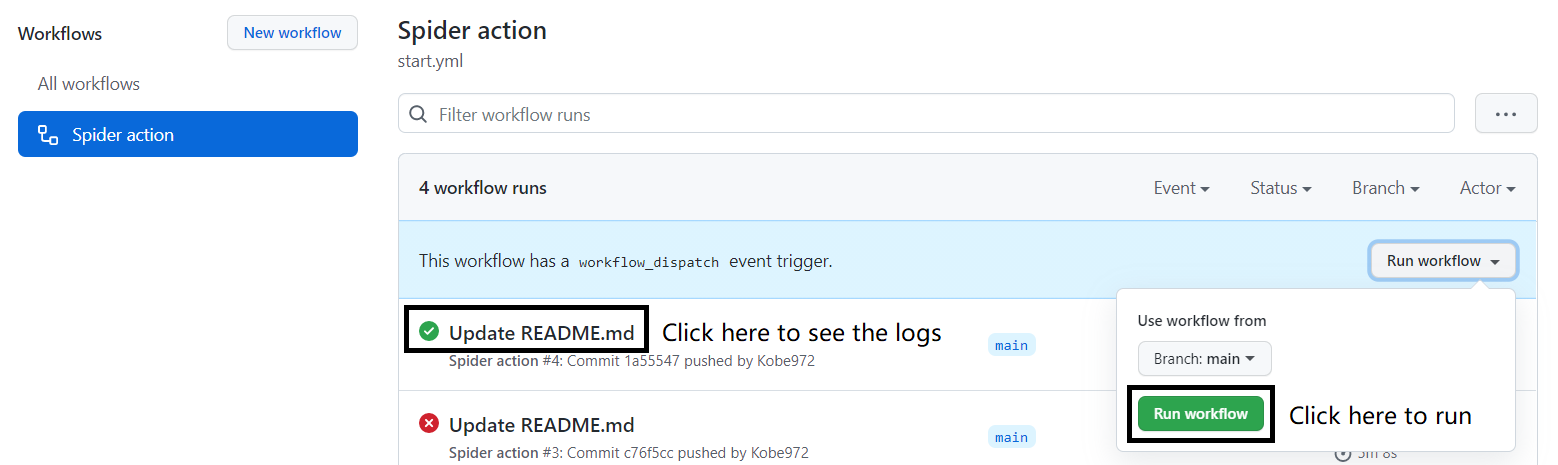 Workflows
New workflow
All workflows
Spider action
Spider action
start.yml
Filter workflow runs
4 workflow runs
Event
Status
Branch
Actor
This workflow has a workflow_dispatch event trigger.
Run workflow
Use workflow from
Branch: main
Run workflow
Click here to run
Update README.md
Click here to see the logs
main
Spider action #4: Commit 1a55547 pushed by Kobe972
Update README.md
main
Spider action #3: Commit c76f5cc pushed by Kobe972
5m 8s